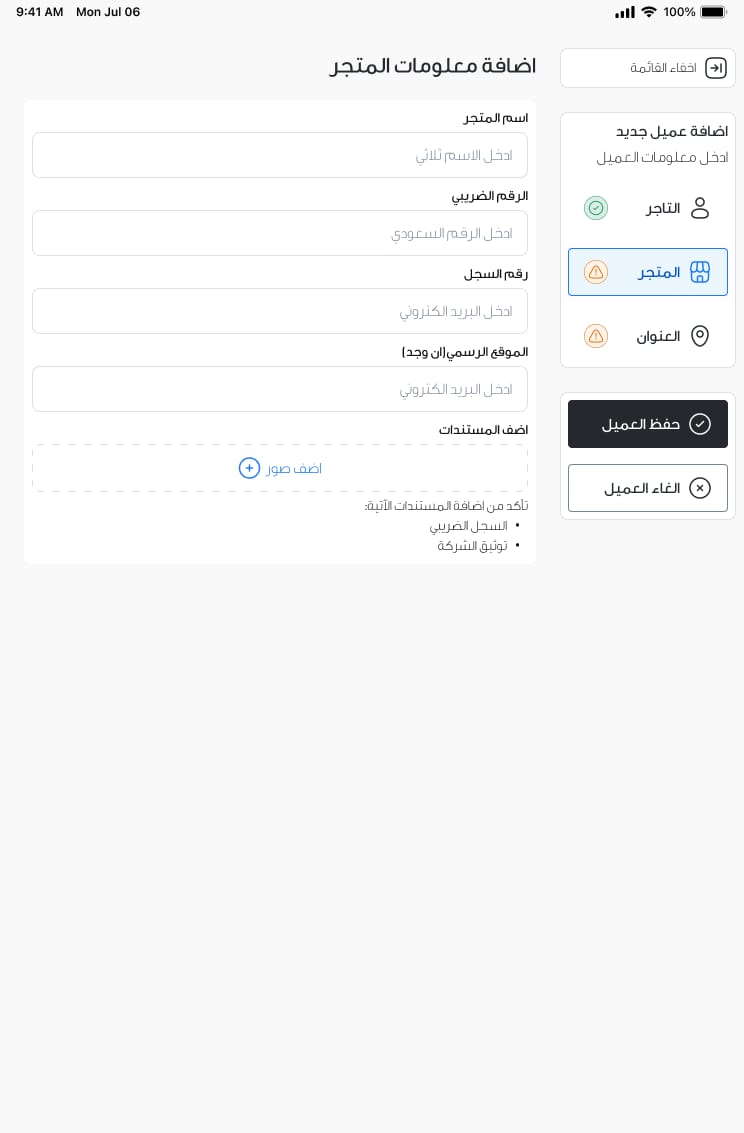 9:41 AM Mon Jul 06
100%
اخفاء القائمة
اضافة عميل جديد
ادخل معلومات العميل
التاجر
المتجر
العنوان
حفظ العميل
الغاء العميل
اضافة معلومات المتجر
اسم المتجر
ادخل الاسم ثلاثي
الرقم الضريبي
ادخل الرقم السعودي
رقم السجل
ادخل البريد الكتروني
الموقع الرسمي(ان وجد)
ادخل البريد الكتروني
اضف المستندات
اضف صور
تأكد من اضافة المستندات الآتية:
• السجل الضريبي
• توثيق الشركة